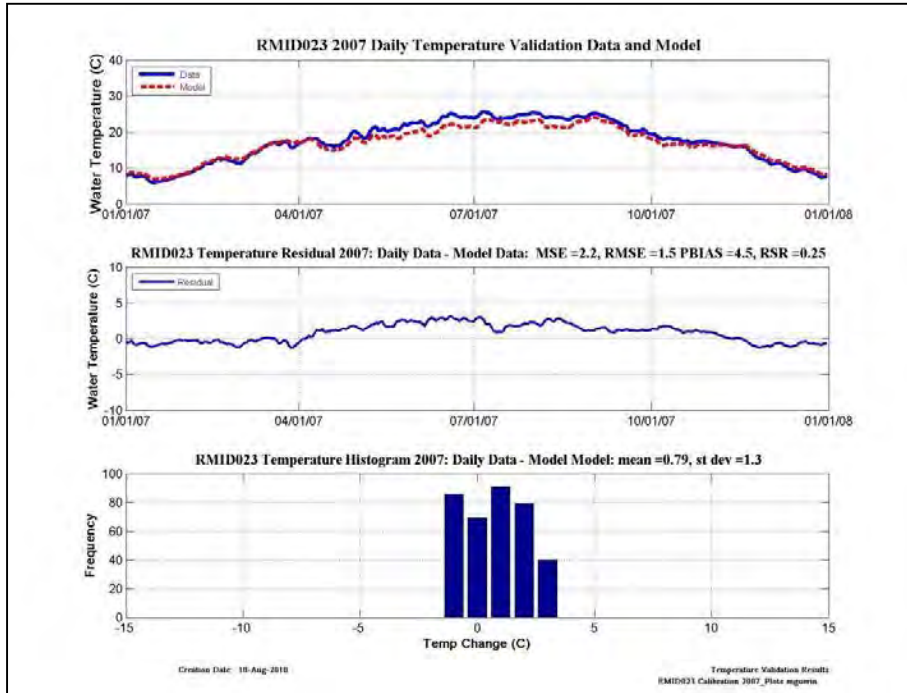 RMID023 2007 Daily Temperature Validation Data and Model
Water Temperature (C)
40
30
20
10
0
Data
Model
01/01/07 04/01/07 07/01/07 10/01/07 01/01/08
RMID023 Temperature Residual 2007: Daily Data - Model Data: MSE =2.2, RMSE =1.5 PBIAS =4.5, RSR =0.25
Water Temperature (C)
10
5
0
-5
-10
Residual
01/01/07 04/01/07 07/01/07 10/01/07 01/01/08
RMID023 Temperature Histogram 2007: Daily Data - Model Model: mean =0.79, st dev =1.3
Frequency
100
80
60
40
20
0
-15 -10 -5 0 5 10 15
Temp Change (C)
Creation Date: 18-Aug-2010
Temperature Validation Results
RMID023 Calibration 2007_Plots